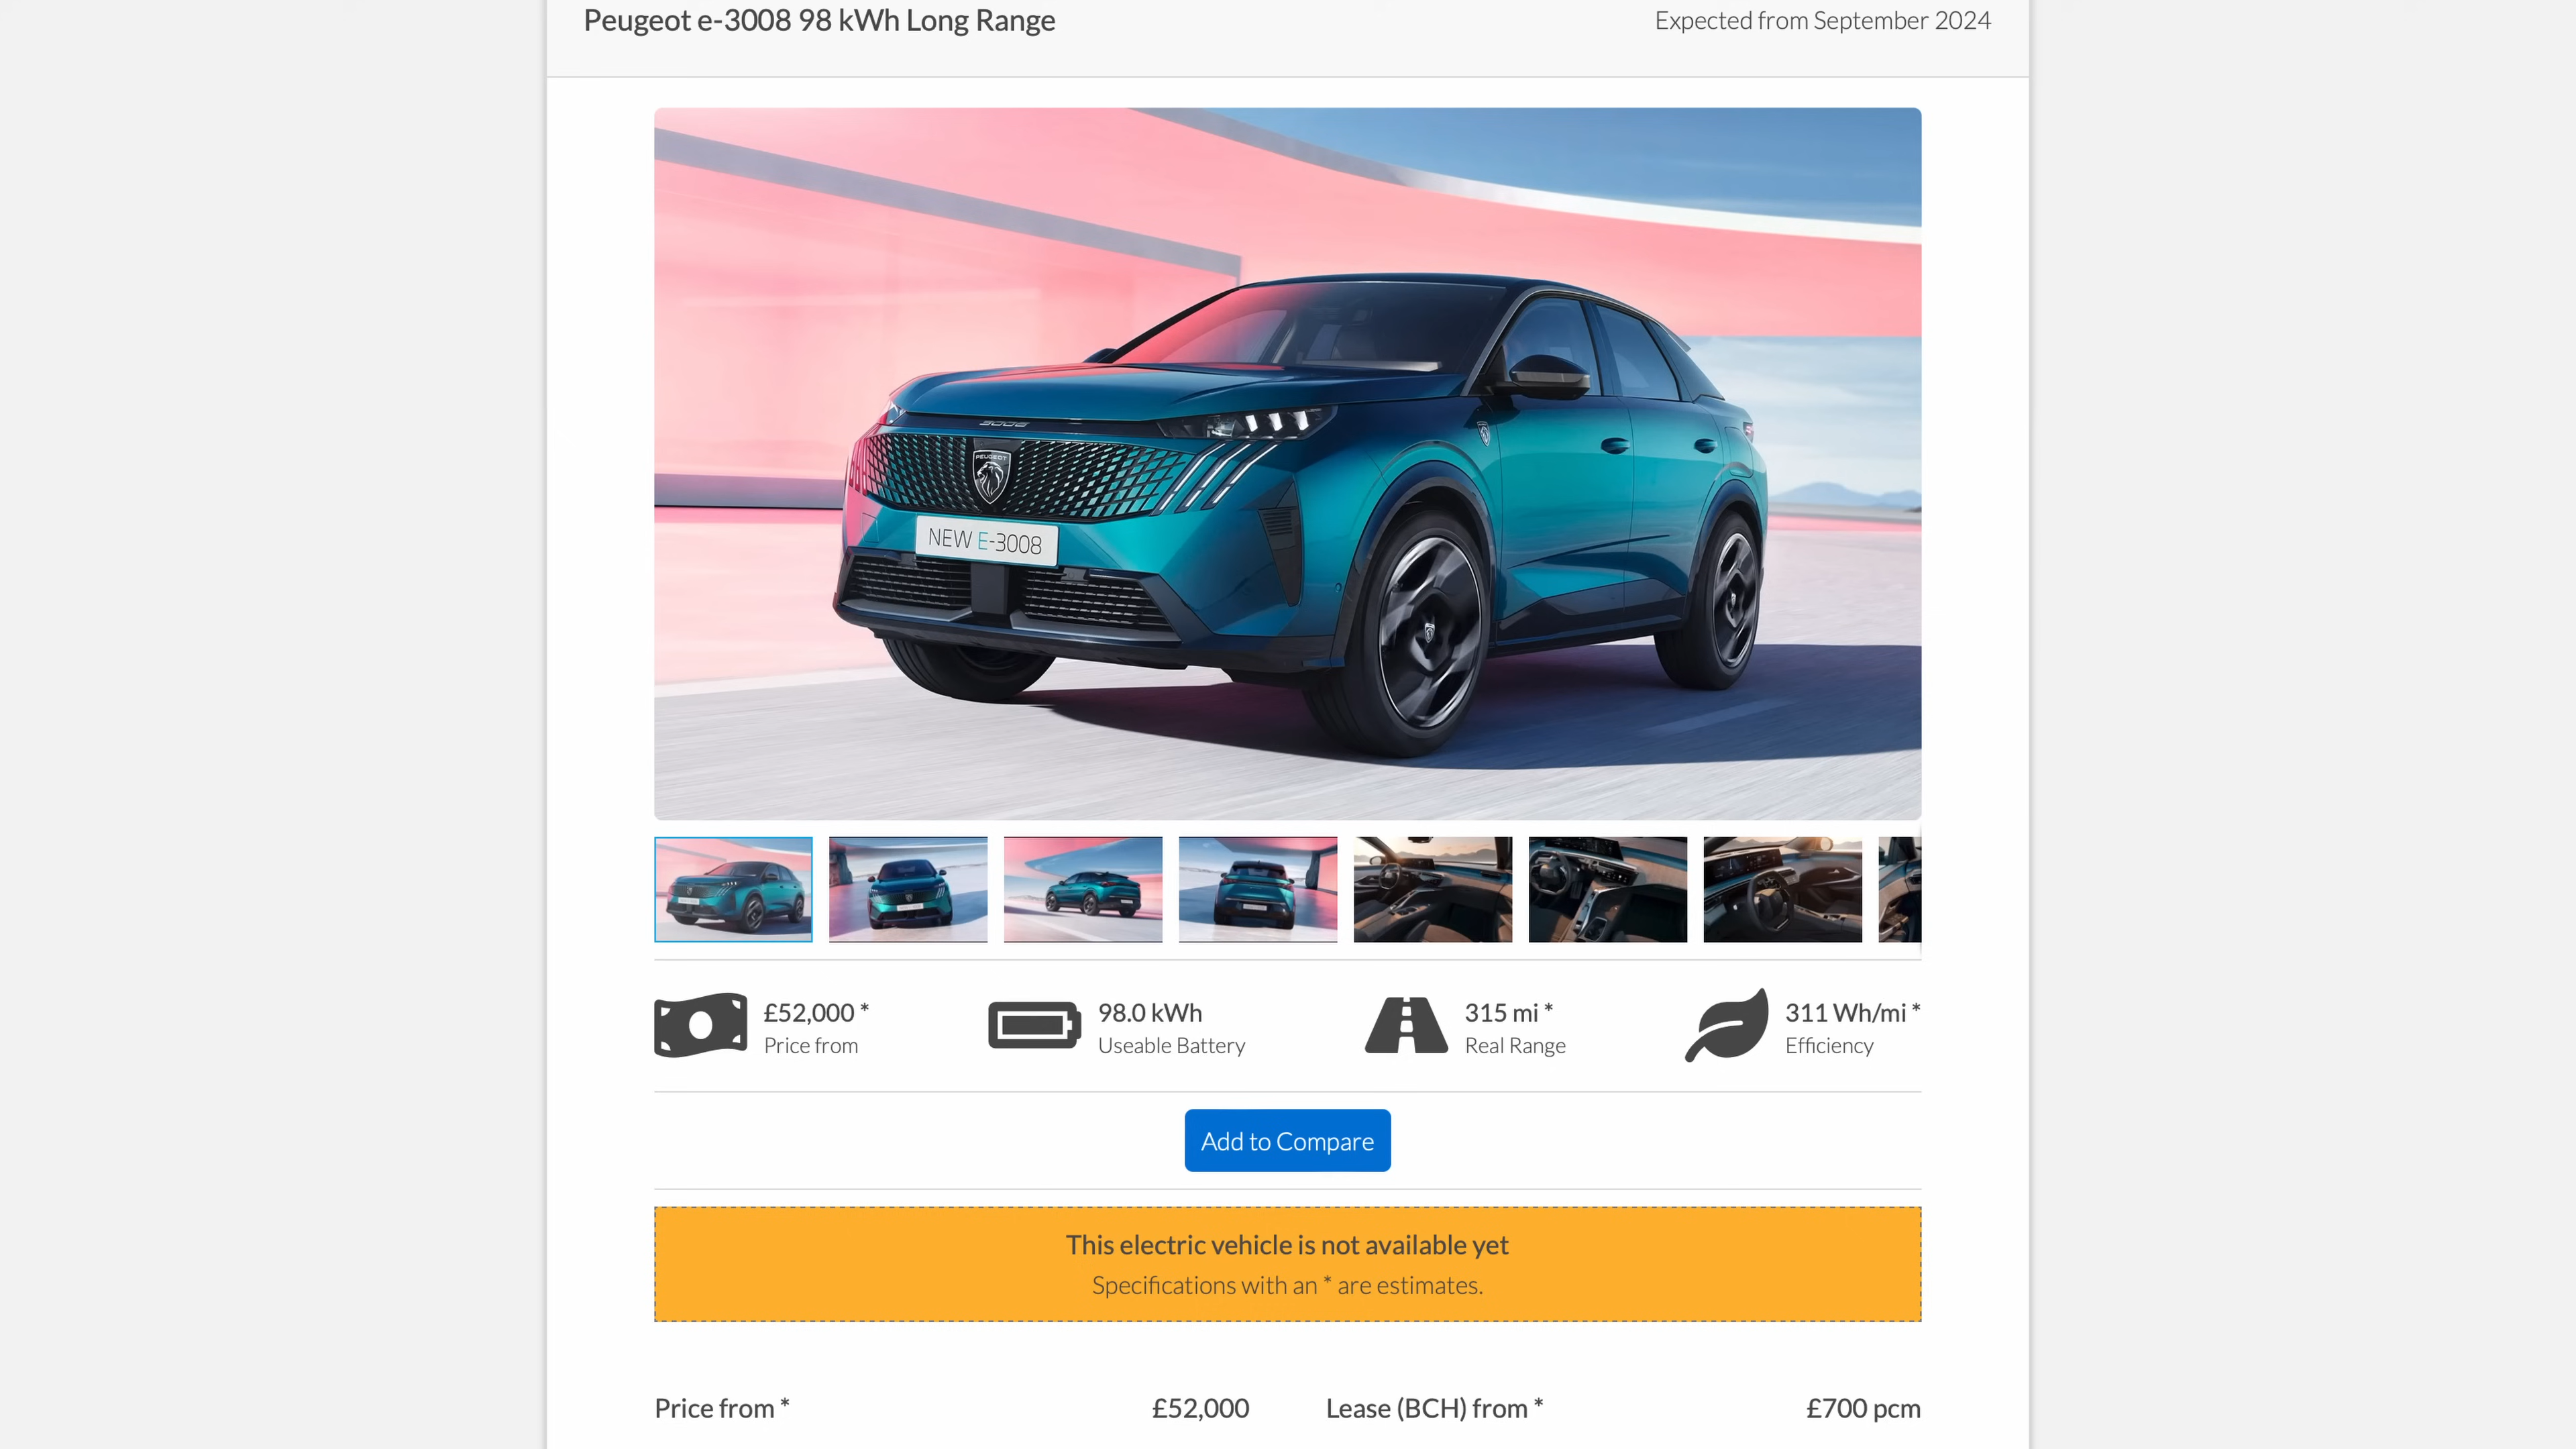 Peugeot e-3008 98 kWh Long Range
Expected from September 2024
3008
PEUGEOT
NEW E-3008
£52,000 *
Price from
98.0 kWh
Useable Battery
315 mi *
Real Range
311 Wh/mi *
Efficiency
Add to Compare
This electric vehicle is not available yet
Specifications with an * are estimates.
Price from *
£52,000
Lease (BCH) from *
£700 pcm